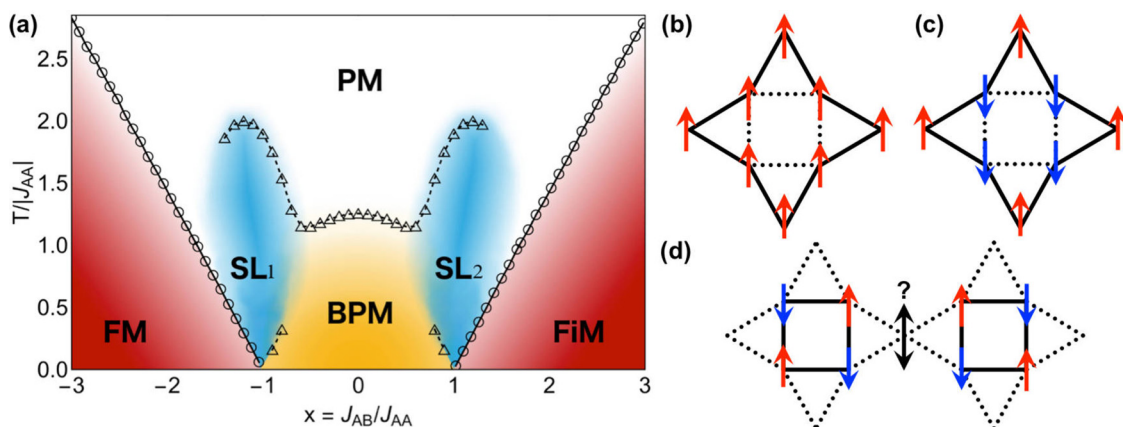 (a)
T/|J_AA|
2.5
2.0
1.5
1.0
0.5
0.0
PM
SL1
SL2
BPM
FM
FiM
−3
−2
−1
0
1
2
3
x = J_AB/J_AA
(b)
(c)
(d)
?